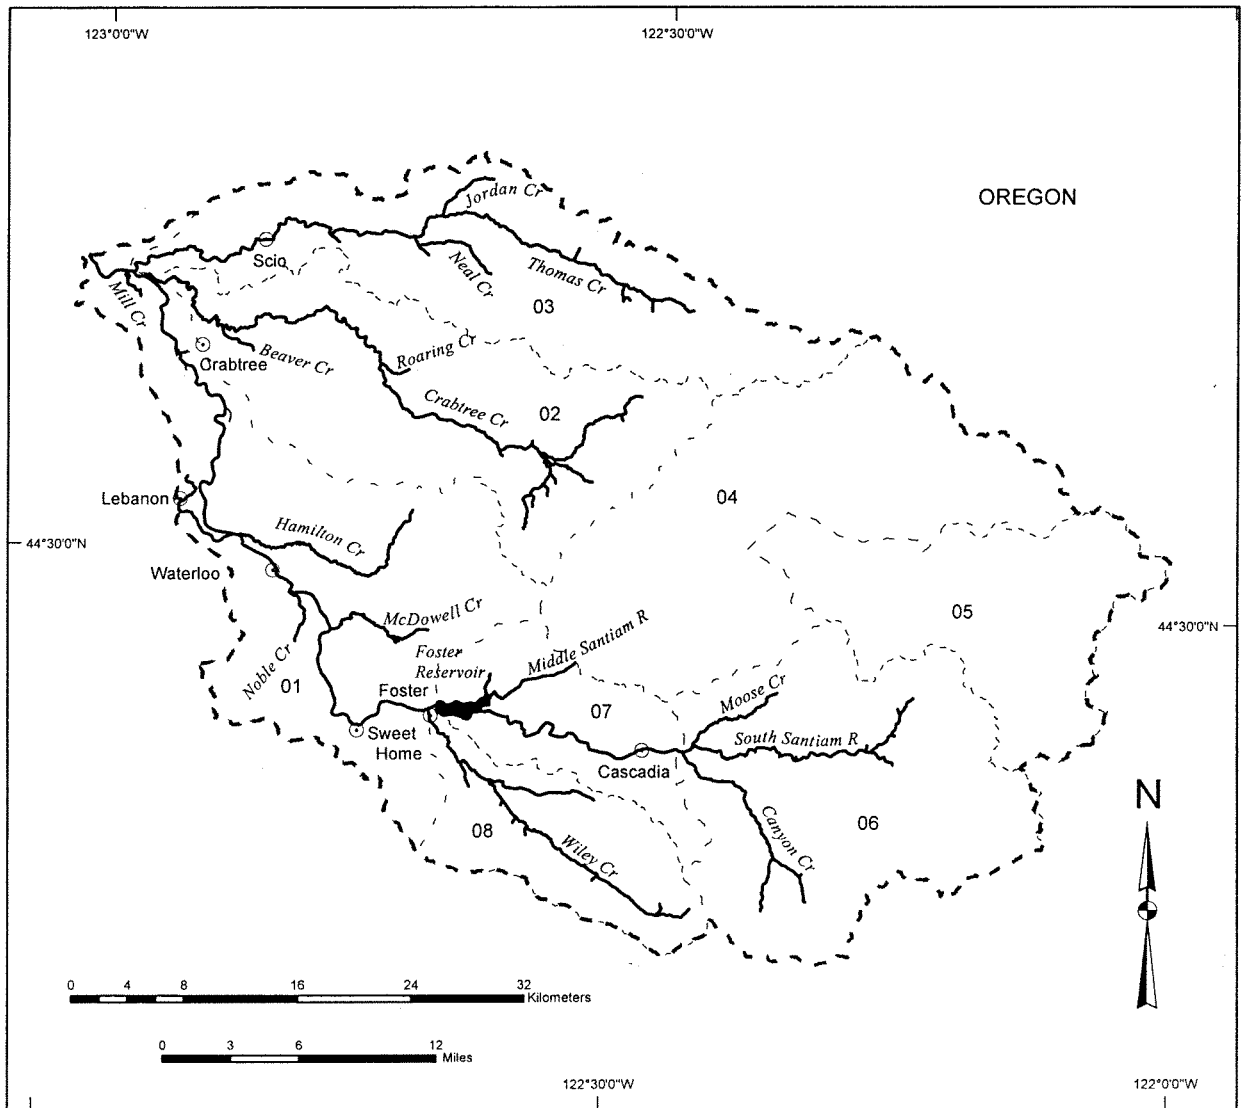 123°0'0"W
122°30'0"W
OREGON
Jordan Cr
Scio
Neal Cr
Thomas Cr
03
Mill Cr
Crabtree
Beaver Cr
Roaring Cr
Crabtree Cr
02
04
Lebanon
Hamilton Cr
44°30'0"N
Waterloo
05
McDowell Cr
44°30'0"N
Noble Cr
01
Foster
Reservoir
Middle Santiam R
Foster
07
Moose Cr
Sweet
Home
South Santiam R
Cascadia
N
08
Wiley Cr
Canyon Cr
06
0 4 8 16 24 32
Kilometers
0 3 6 12
Miles
122°30'0"W
122°0'0"W